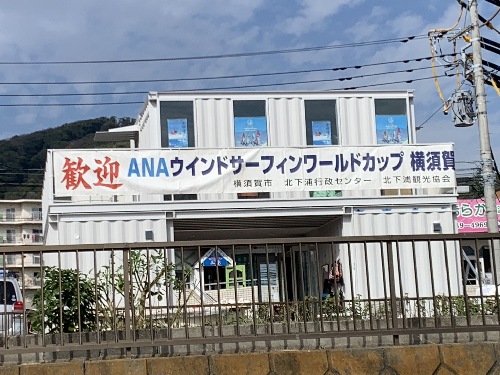 歓迎 ANAウインドサーフィンワールドカップ 横須賀
横須賀市 北下浦行政センター 北下浦観光協会